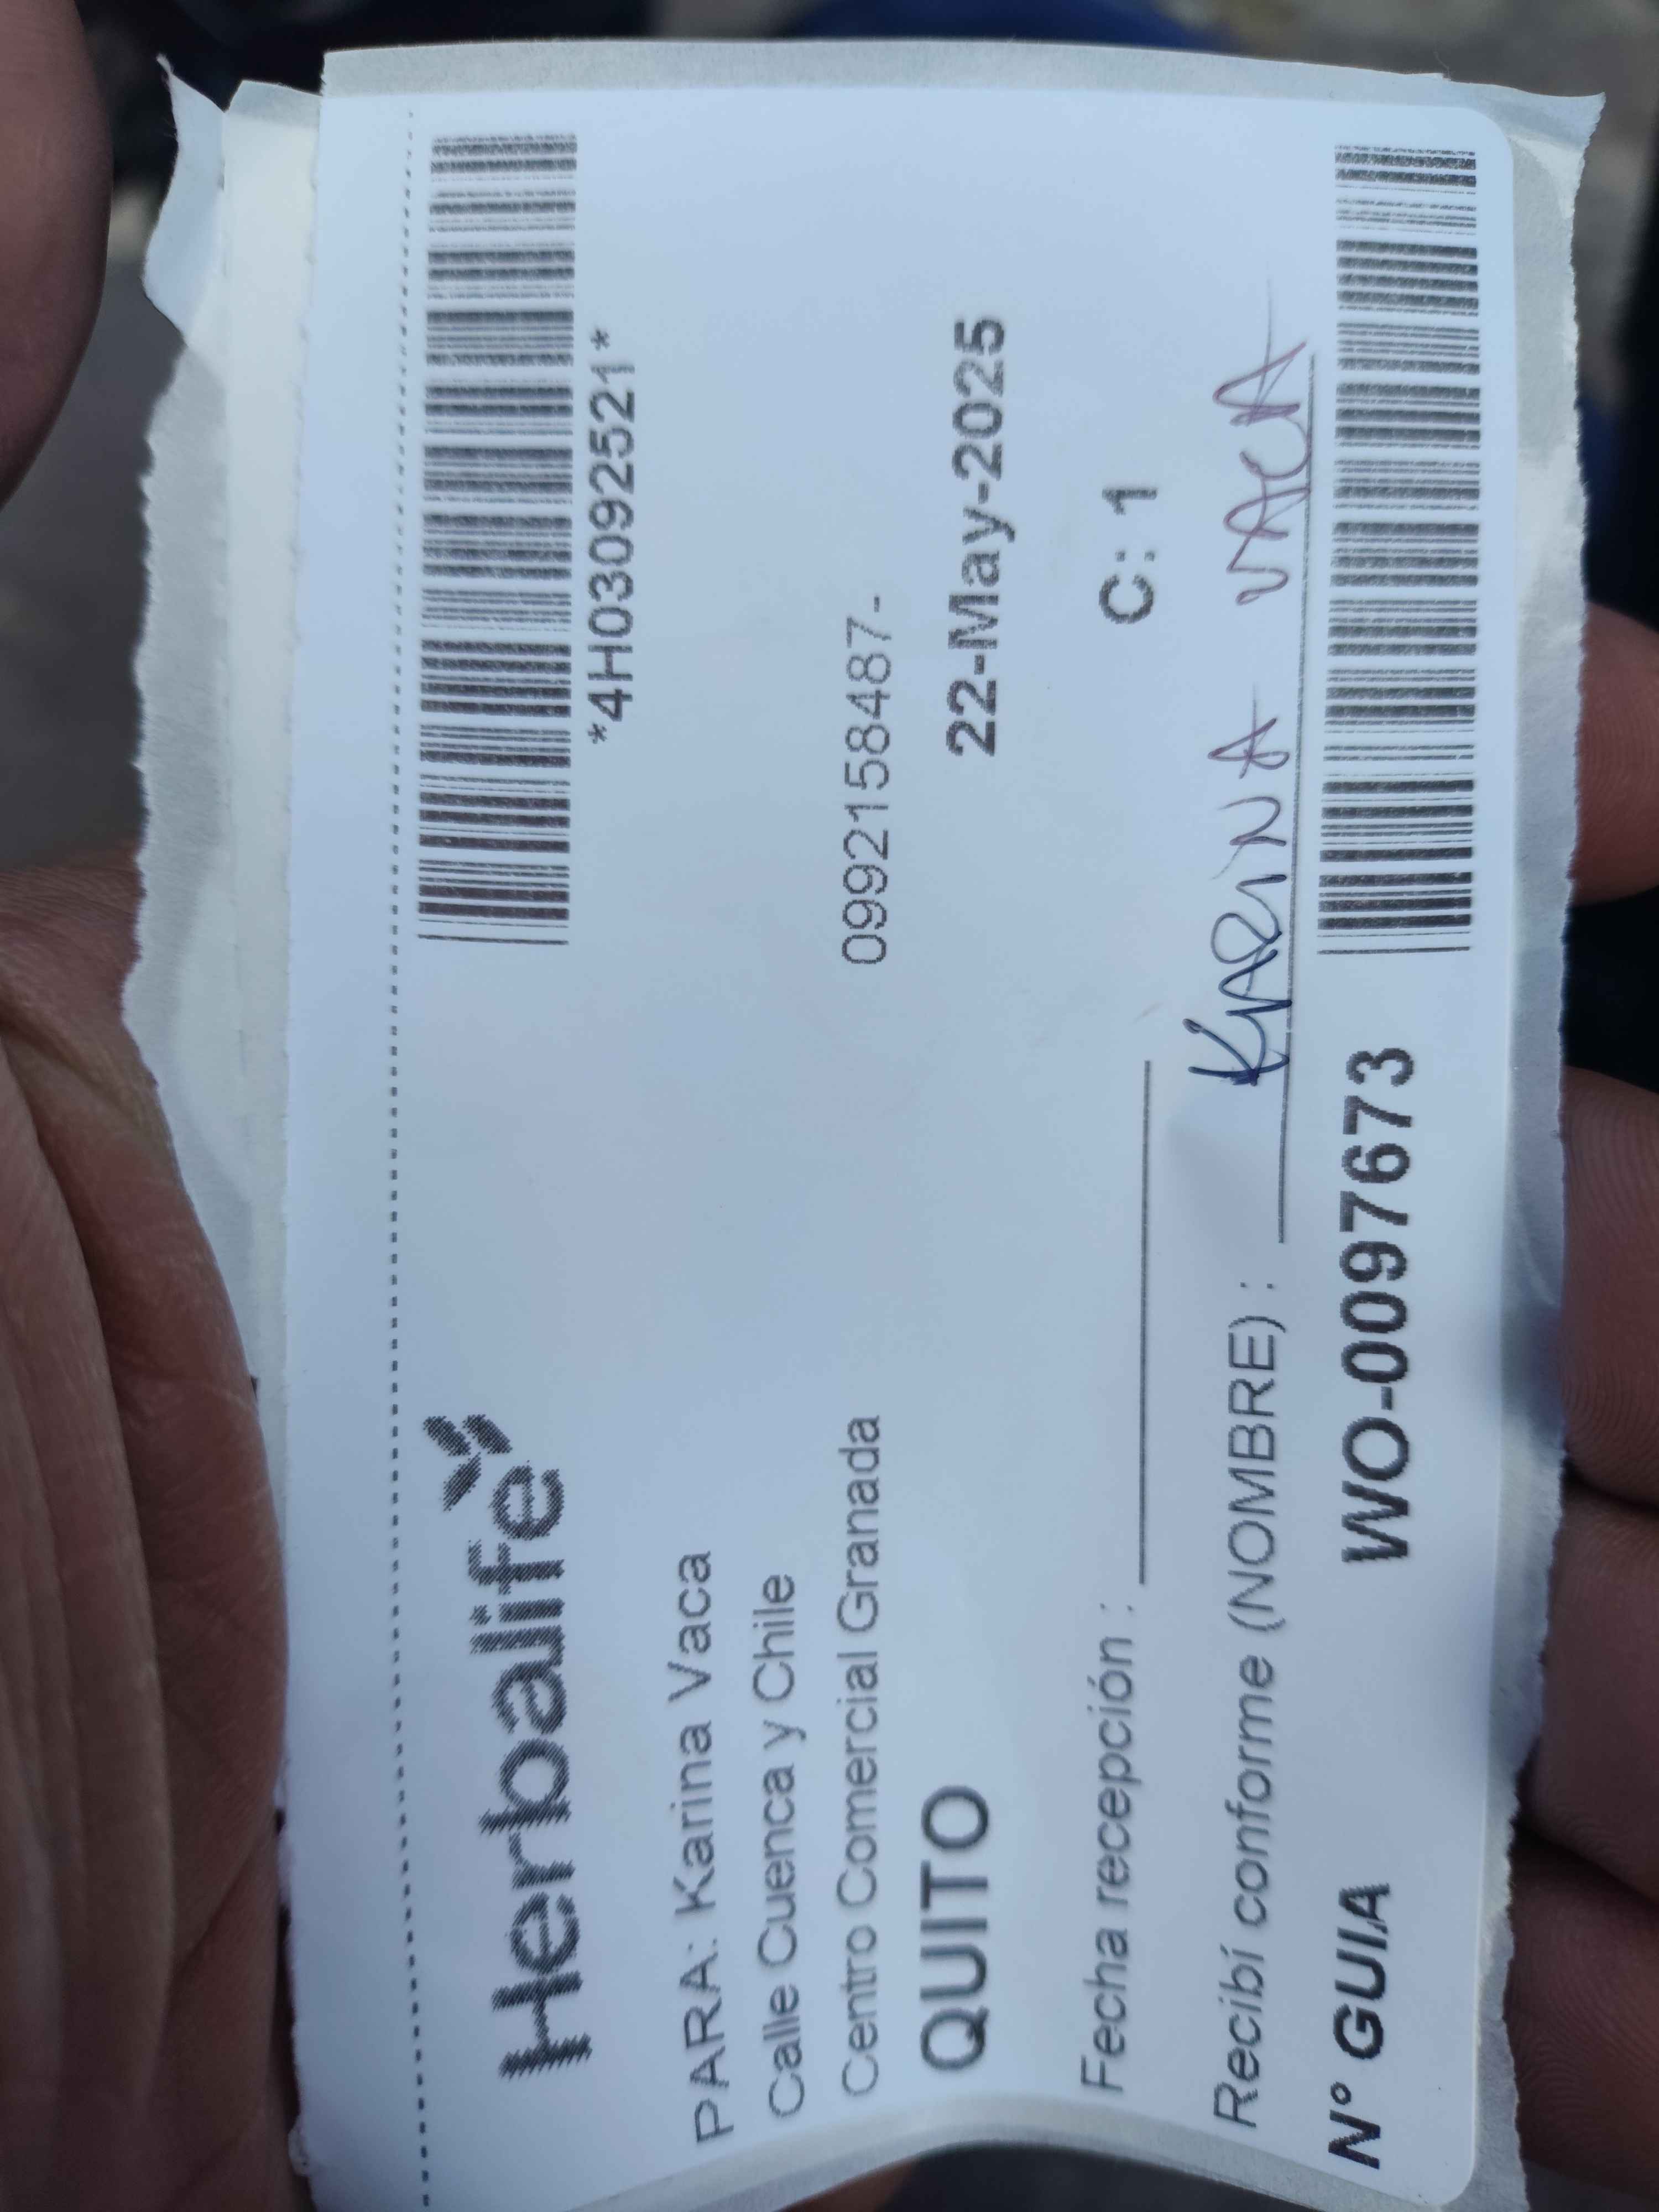 Herbalife
*4H03092521*
PARA: Karina Vaca
Calle Cuenca y Chile
Centro Comercial Granada 0992158487-
QUITO 22-May-2025
Fecha recepción : C: 1
Recibí conforme (NOMBRE) : KARINA VACA
N° GUIA WO-0097673